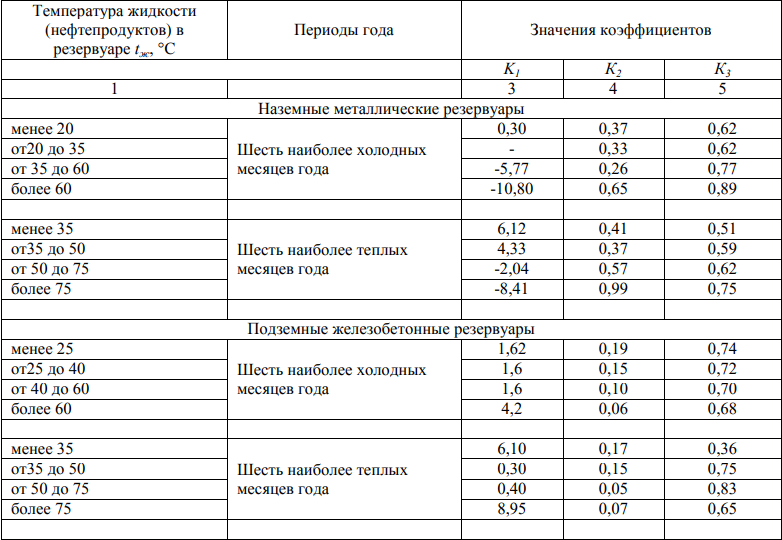 Температура жидкости (нефтепродуктов) в резервуаре tж, °С | Периоды года | Значения коэффициентов
К1 | К2 | К3
1 | 3 | 4 | 5
Наземные металлические резервуары
менее 20 | Шесть наиболее холодных месяцев года | 0,30 | 0,37 | 0,62
от20 до 35 | - | 0,33 | 0,62
от 35 до 60 | -5,77 | 0,26 | 0,77
более 60 | -10,80 | 0,65 | 0,89
менее 35 | Шесть наиболее теплых месяцев года | 6,12 | 0,41 | 0,51
от35 до 50 | 4,33 | 0,37 | 0,59
от 50 до 75 | -2,04 | 0,57 | 0,62
более 75 | -8,41 | 0,99 | 0,75
Подземные железобетонные резервуары
менее 25 | Шесть наиболее холодных месяцев года | 1,62 | 0,19 | 0,74
от25 до 40 | 1,6 | 0,15 | 0,72
от 40 до 60 | 1,6 | 0,10 | 0,70
более 60 | 4,2 | 0,06 | 0,68
менее 35 | Шесть наиболее теплых месяцев года | 6,10 | 0,17 | 0,36
от35 до 50 | 0,30 | 0,15 | 0,75
от 50 до 75 | 0,40 | 0,05 | 0,83
более 75 | 8,95 | 0,07 | 0,65